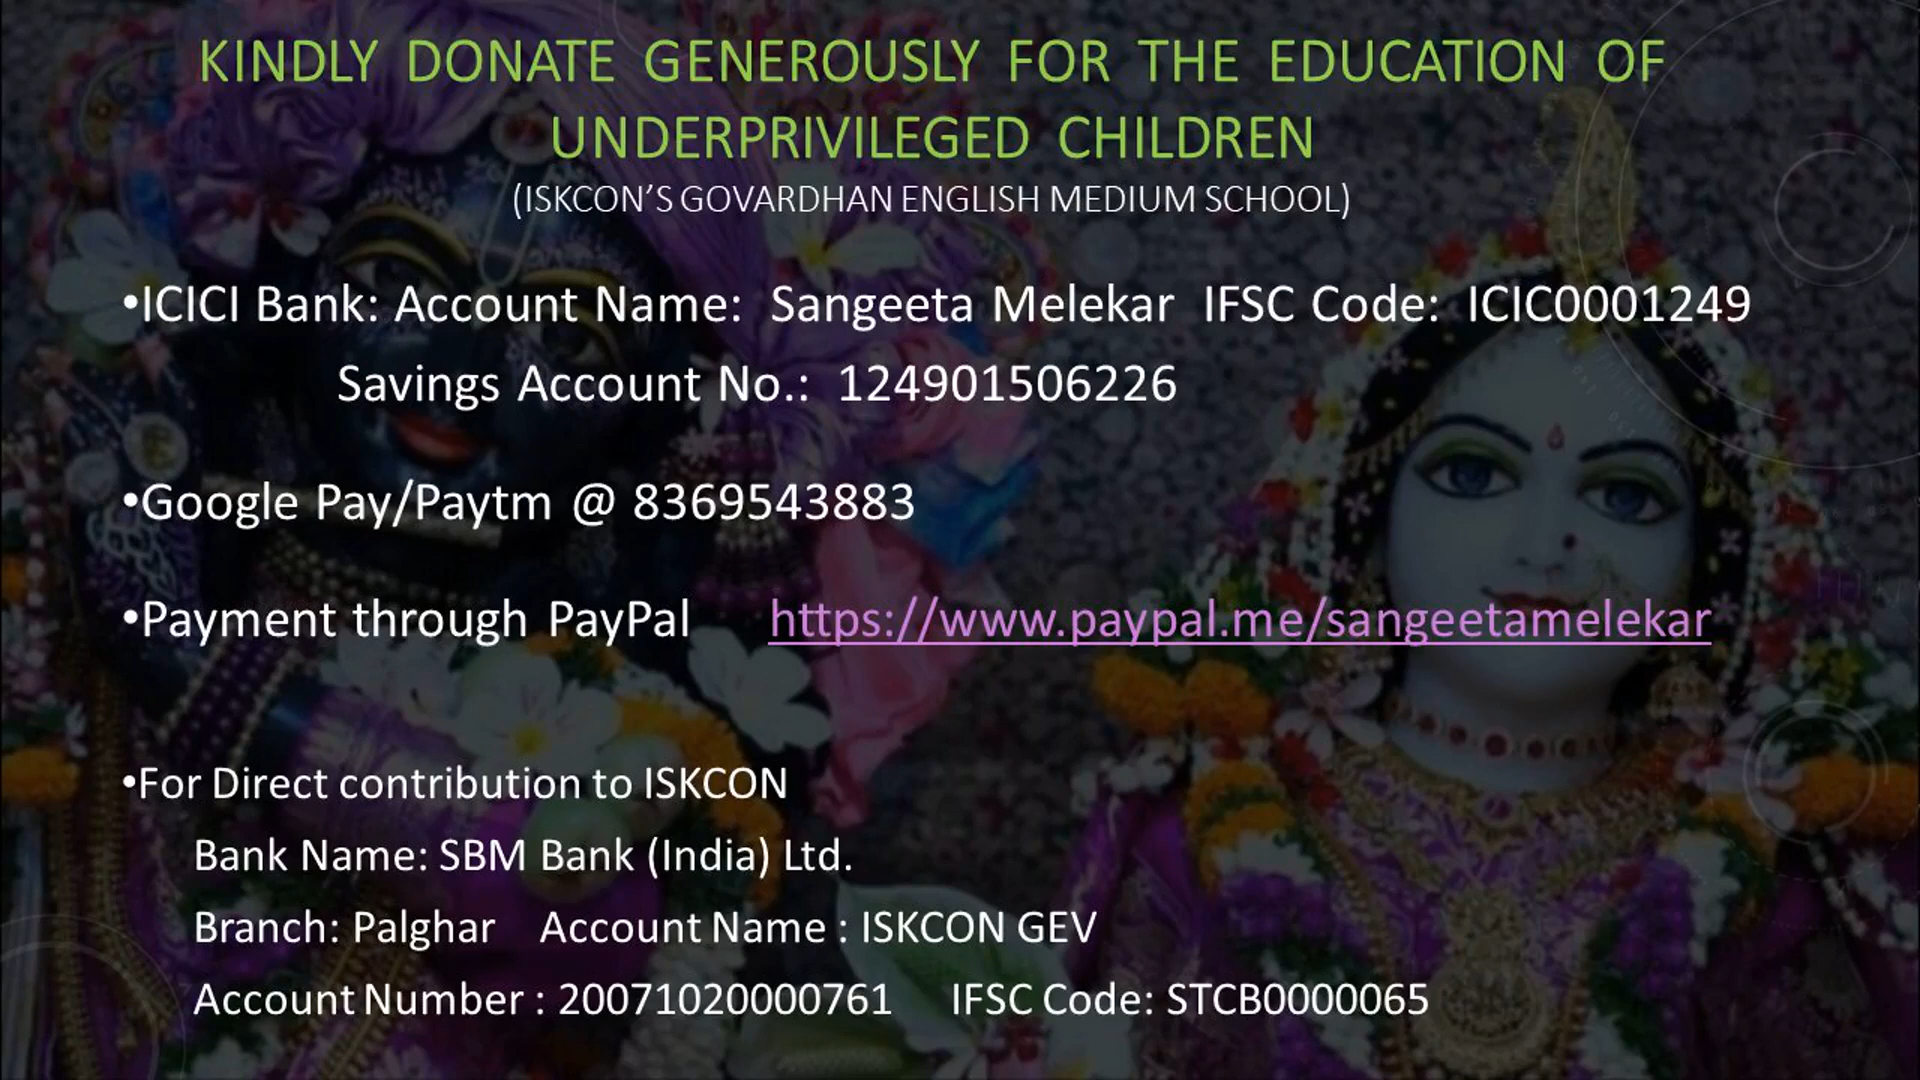 KINDLY DONATE GENEROUSLY FOR THE EDUCATION OF
UNDERPRIVILEGED CHILDREN
(ISKCON’S GOVARDHAN ENGLISH MEDIUM SCHOOL)
•ICICI Bank: Account Name: Sangeeta Melekar IFSC Code: ICIC0001249
Savings Account No.: 124901506226
•Google Pay/Paytm @ 8369543883
•Payment through PayPal https://www.paypal.me/sangeetamelekar
•For Direct contribution to ISKCON
Bank Name: SBM Bank (India) Ltd.
Branch: Palghar Account Name : ISKCON GEV
Account Number : 20071020000761 IFSC Code: STCB0000065